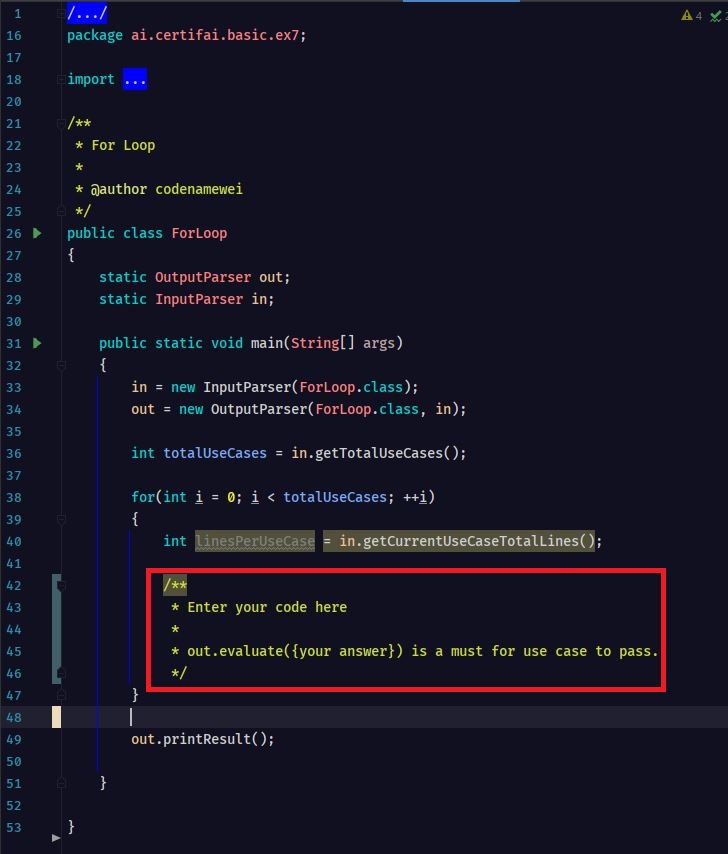 1 /.../
16 package ai.certifai.basic.ex7;
17
18 import ...
20
21 /**
22  * For Loop
23  *
24  * @author codenamewei
25  */
26 public class ForLoop
27 {
28     static OutputParser out;
29     static InputParser in;
30
31     public static void main(String[] args)
32     {
33         in = new InputParser(ForLoop.class);
34         out = new OutputParser(ForLoop.class, in);
35
36         int totalUseCases = in.getTotalUseCases();
37
38         for(int i = 0; i < totalUseCases; ++i)
39         {
40             int linesPerUseCase = in.getCurrentUseCaseTotalLines();
41
42             /**
43              * Enter your code here
44              *
45              * out.evaluate({your answer}) is a must for use case to pass.
46              */
47         }
48
49         out.printResult();
50
51     }
52
53 }
4